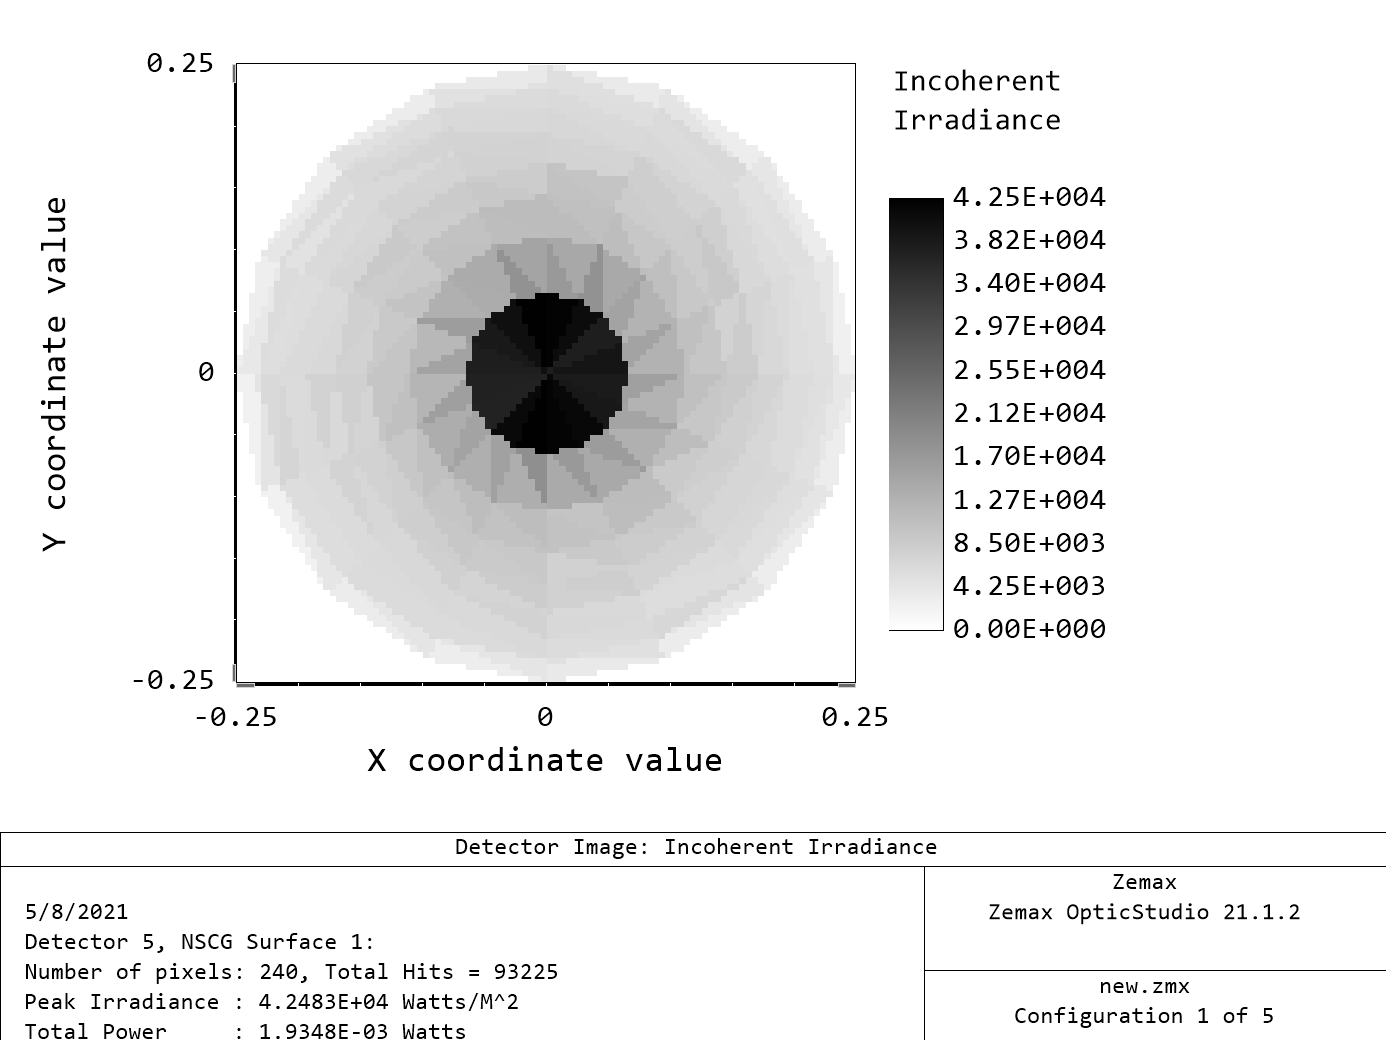 0.25
Incoherent
Irradiance
4.25E+004
3.82E+004
3.40E+004
2.97E+004
2.55E+004
2.12E+004
1.70E+004
1.27E+004
8.50E+003
4.25E+003
0.00E+000
Y coordinate value
0
-0.25
-0.25
0
0.25
X coordinate value
Detector Image: Incoherent Irradiance
5/8/2021
Detector 5, NSCG Surface 1:
Number of pixels: 240, Total Hits = 93225
Peak Irradiance : 4.2483E+04 Watts/M^2
Total Power : 1.9348E-03 Watts
Zemax
Zemax OpticStudio 21.1.2
new.zmx
Configuration 1 of 5